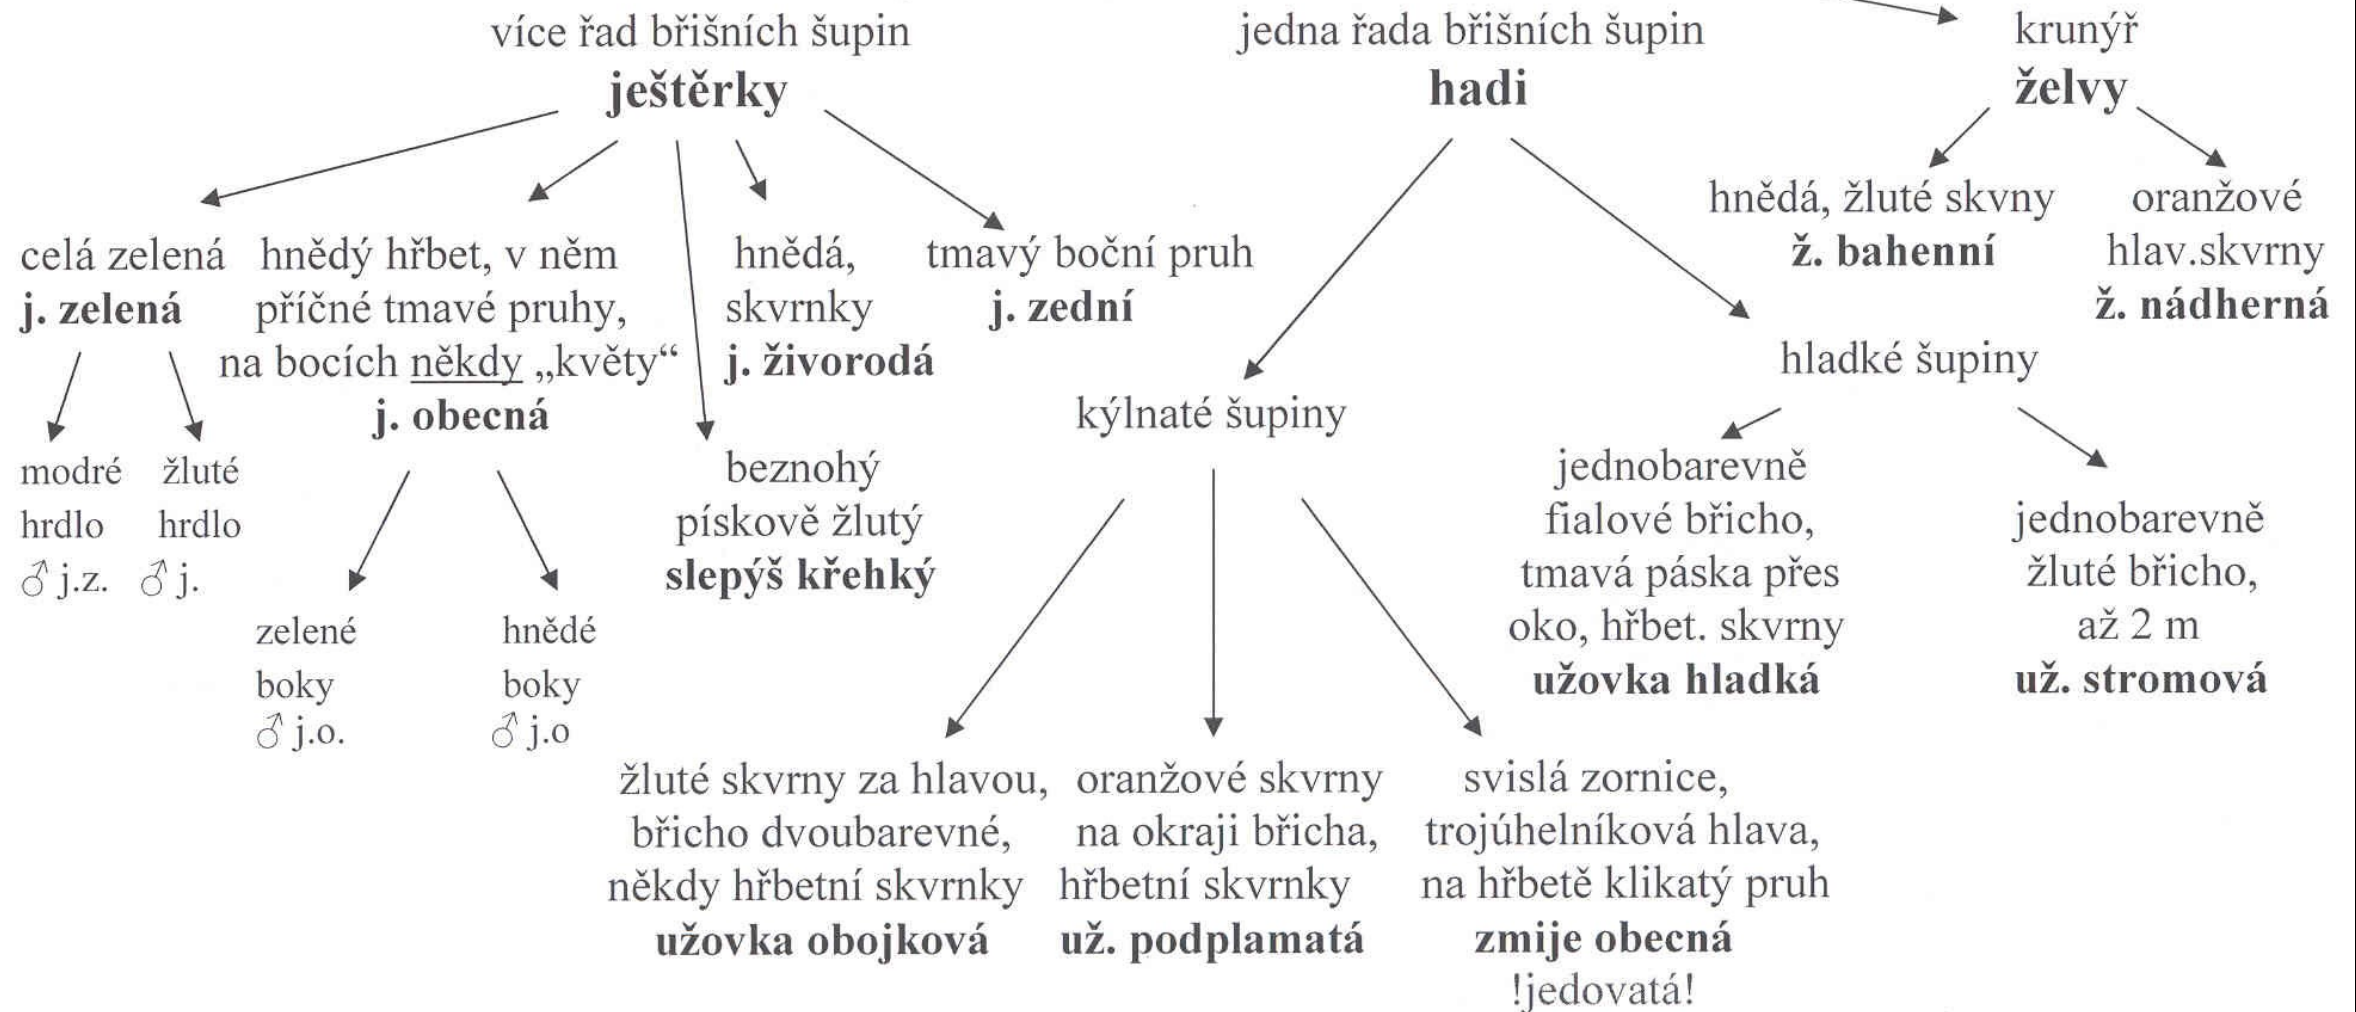 více řad břišních šupin
ještěrky
jedna řada břišních šupin
hadi
krunýř
želvy
celá zelená
j. zelená
modré
hrdlo
♂ j.z.
žluté
hrdlo
♂ j.
hnědý hřbet, v něm
příčné tmavé pruhy,
na bocích někdy „květy“
j. obecná
zelené
boky
♂ j.o.
hnědé
boky
♂ j.o
beznohý
pískově žlutý
slepýš křehký
hnědá,
skvrnky
j. živorodá
tmavý boční pruh
j. zední
kýlnaté šupiny
žluté skvrny za hlavou,
břicho dvoubarevné,
někdy hřbetní skvrnky
užovka obojková
oranžové skvrny
na okraji břicha,
hřbetní skvrnky
už. podplamatá
svislá zornice,
trojúhelníková hlava,
na hřbetě klikatý pruh
zmije obecná
!jedovatá!
hladké šupiny
jednobarevně
fialové břicho,
tmavá páska přes
oko, hřbet. skvrny
užovka hladká
jednobarevně
žluté břicho,
až 2 m
už. stromová
hnědá, žluté skvny
ž. bahenní
oranžové
hlav.skvrny
ž. nádherná